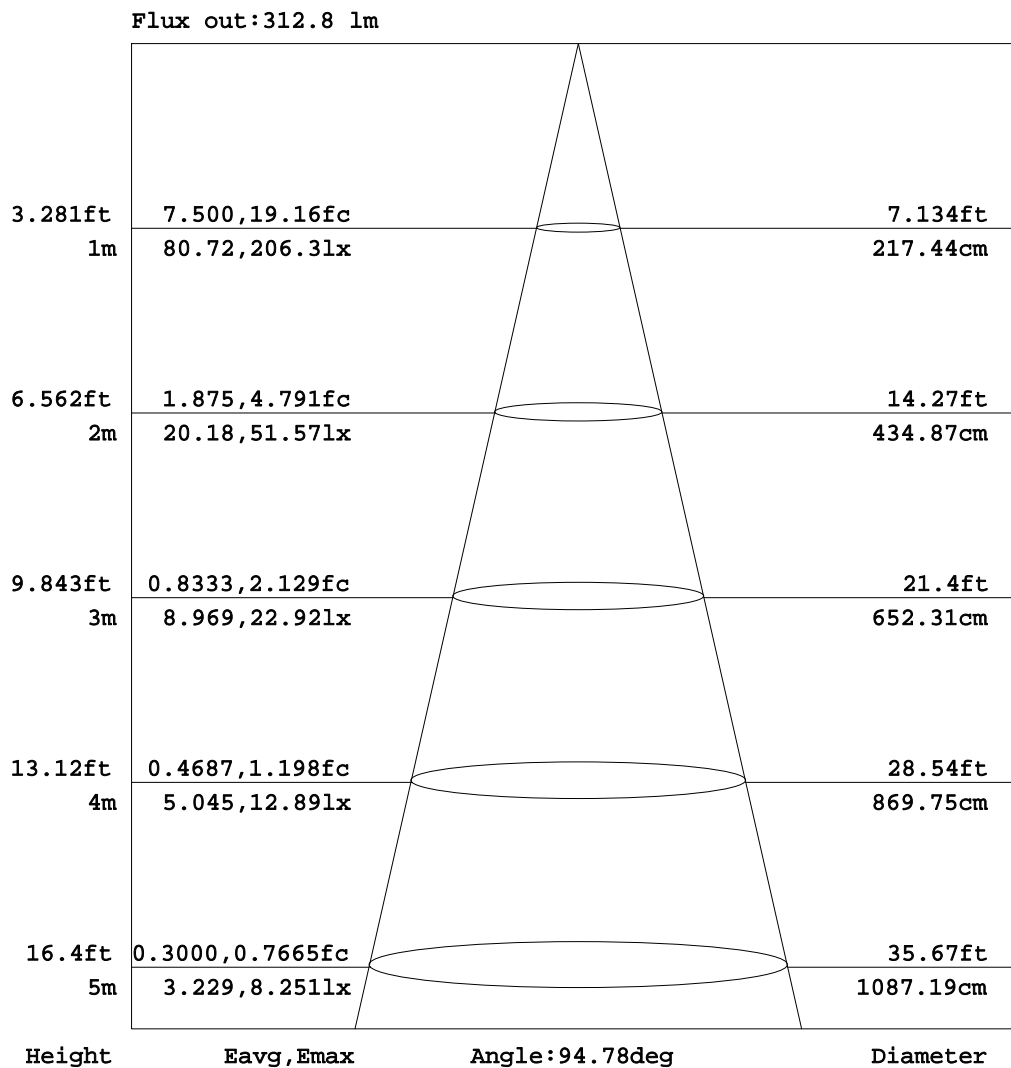 Flux out:312.8 lm
3.281ft 7.500,19.16fc 7.134ft
1m 80.72,206.3lx 217.44cm
6.562ft 1.875,4.791fc 14.27ft
2m 20.18,51.57lx 434.87cm
9.843ft 0.8333,2.129fc 21.4ft
3m 8.969,22.92lx 652.31cm
13.12ft 0.4687,1.198fc 28.54ft
4m 5.045,12.89lx 869.75cm
16.4ft 0.3000,0.7665fc 35.67ft
5m 3.229,8.251lx 1087.19cm
Height Eavg,Emax Angle:94.78deg Diameter